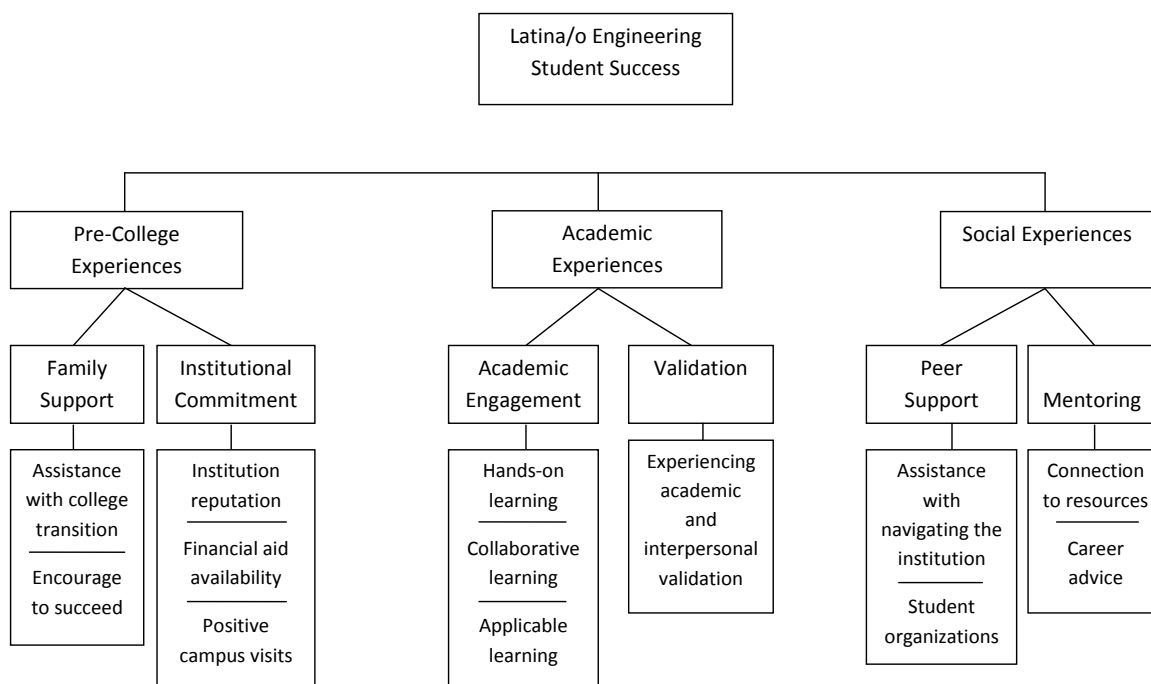 Latina/o Engineering
Student Success
Pre-College
Experiences
Academic
Experiences
Social Experiences
Family
Support
Institutional
Commitment
Academic
Engagement
Validation
Peer
Support
Mentoring
Assistance
with college
transition
Encourage
to succeed
Institution
reputation
Financial aid
availability
Positive
campus visits
Hands-on
learning
Collaborative
learning
Applicable
learning
Experiencing
academic
and
interpersonal
validation
Assistance
with
navigating the
institution
Student
organizations
Connection
to resources
Career
advice